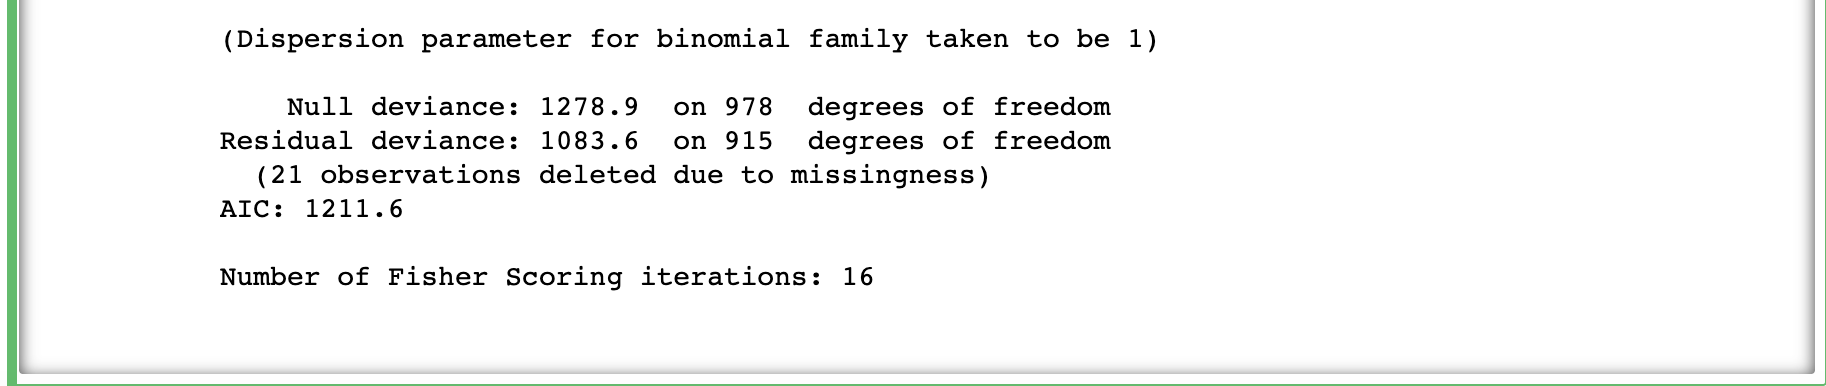 (Dispersion parameter for binomial family taken to be 1)
Null deviance: 1278.9  on 978  degrees of freedom
Residual deviance: 1083.6  on 915  degrees of freedom
(21 observations deleted due to missingness)
AIC: 1211.6
Number of Fisher Scoring iterations: 16